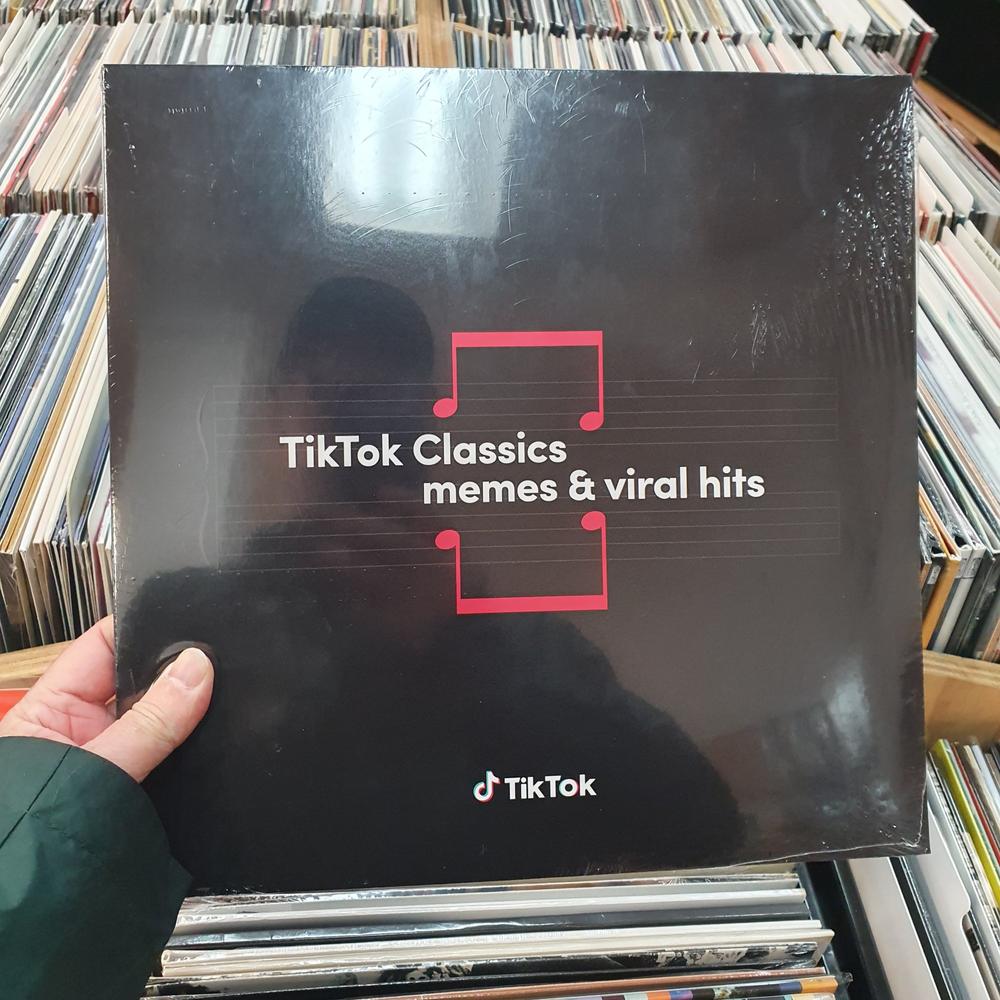 TikTok Classics
memes & viral hits
TikTok